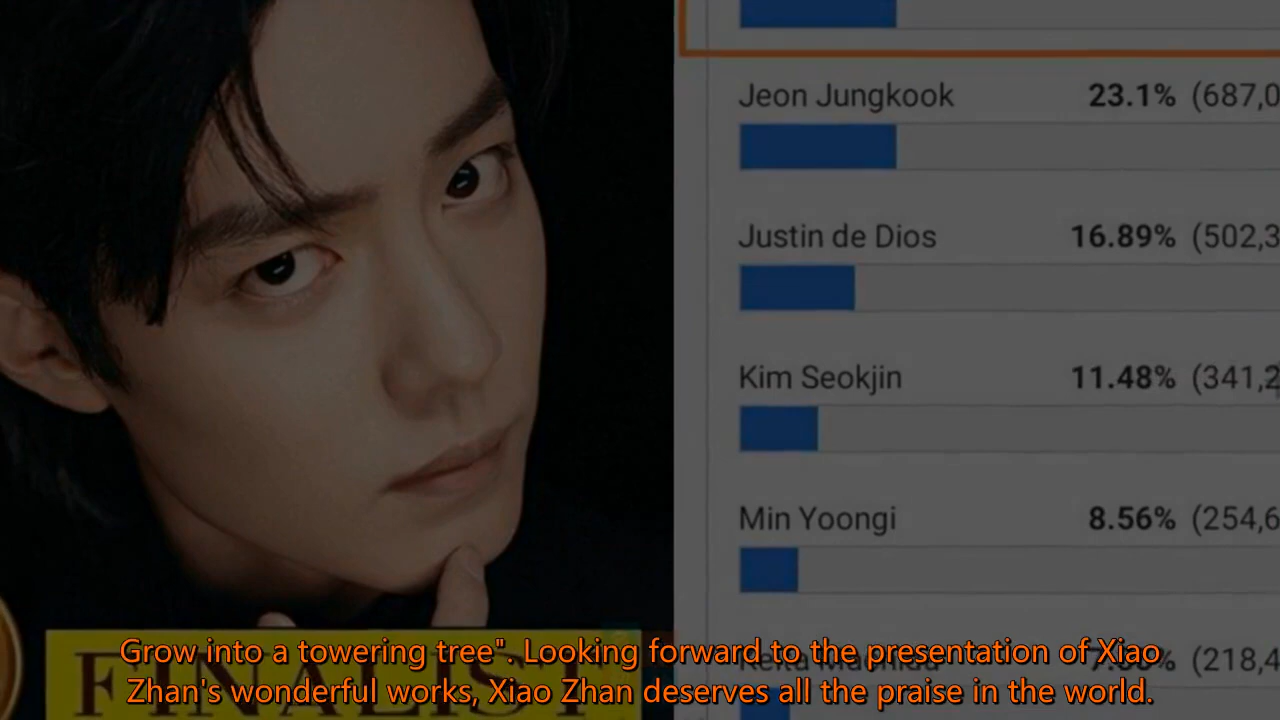 Jeon Jungkook 23.1% (687,0
Justin de Dios 16.89% (502,3
Kim Seokjin 11.48% (341,2
Min Yoongi 8.56% (254,6
(218,4
FINALIST
Grow into a towering tree". Looking forward to the presentation of Xiao
Zhan's wonderful works, Xiao Zhan deserves all the praise in the world.